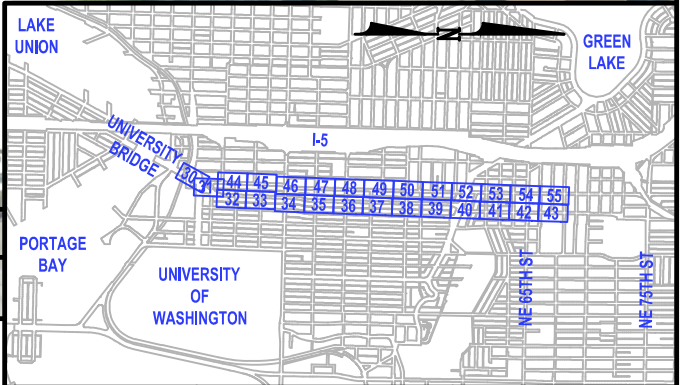 LAKE
UNION
N
GREEN
LAKE
UNIVERSITY
BRIDGE
I-5
30
31
44 45 46 47 48 49 50 51 52 53 54 55
32 33 34 35 36 37 38 39 40 41 42 43
PORTAGE
BAY
UNIVERSITY
OF
WASHINGTON
NE 65TH ST
NE 75TH ST